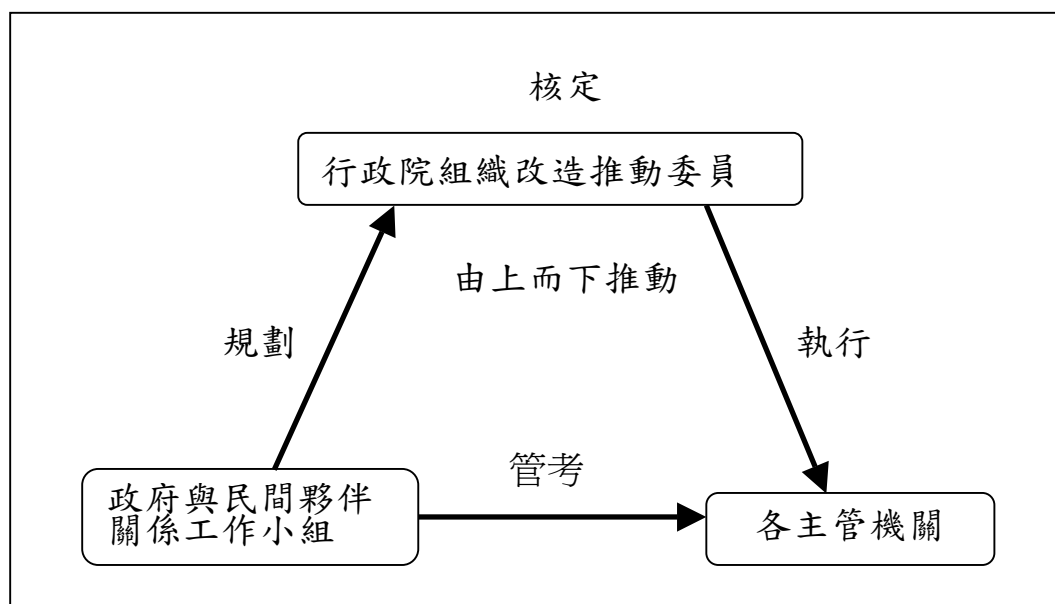 核定
行政院組織改造推動委員
由上而下推動
規劃
執行
管考
政府與民間夥伴
關係工作小組
各主管機關